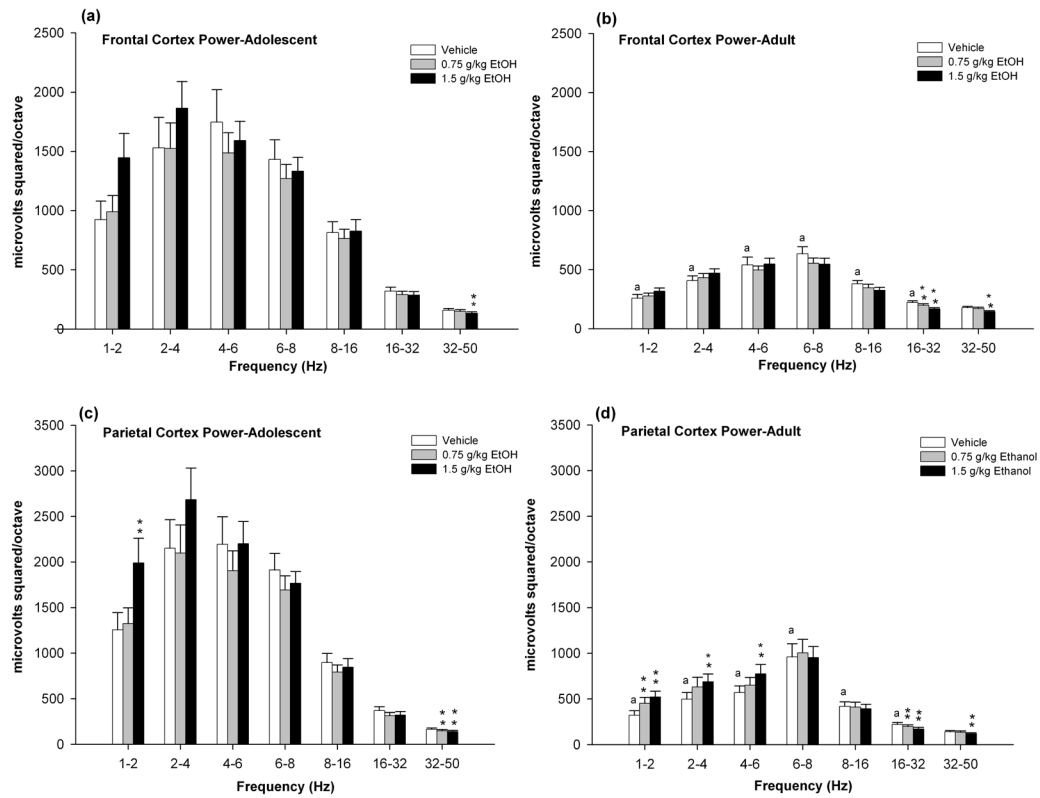 (a)
Frontal Cortex Power-Adolescent
Vehicle
0.75 g/kg EtOH
1.5 g/kg EtOH
microvolts squared/octave
2500
2000
1500
1000
500
0
* *
1-2 2-4 4-6 6-8 8-16 16-32 32-50
Frequency (Hz)
(b)
Frontal Cortex Power-Adult
Vehicle
0.75 g/kg EtOH
1.5 g/kg EtOH
microvolts squared/octave
2500
2000
1500
1000
500
0
a a a a a a * * * * * *
1-2 2-4 4-6 6-8 8-16 16-32 32-50
Frequency (Hz)
(c)
Parietal Cortex Power-Adolescent
Vehicle
0.75 g/kg EtOH
1.5 g/kg EtOH
microvolts squared/octave
3500
3000
2500
2000
1500
1000
500
0
* * * * * *
1-2 2-4 4-6 6-8 8-16 16-32 32-50
Frequency (Hz)
(d)
Parietal Cortex Power-Adult
Vehicle
0.75 g/kg Ethanol
1.5 g/kg Ethanol
microvolts squared/octave
3500
3000
2500
2000
1500
1000
500
0
a * * * * a * * a * * a a a * * * * * *
1-2 2-4 4-6 6-8 8-16 16-32 32-50
Frequency (Hz)